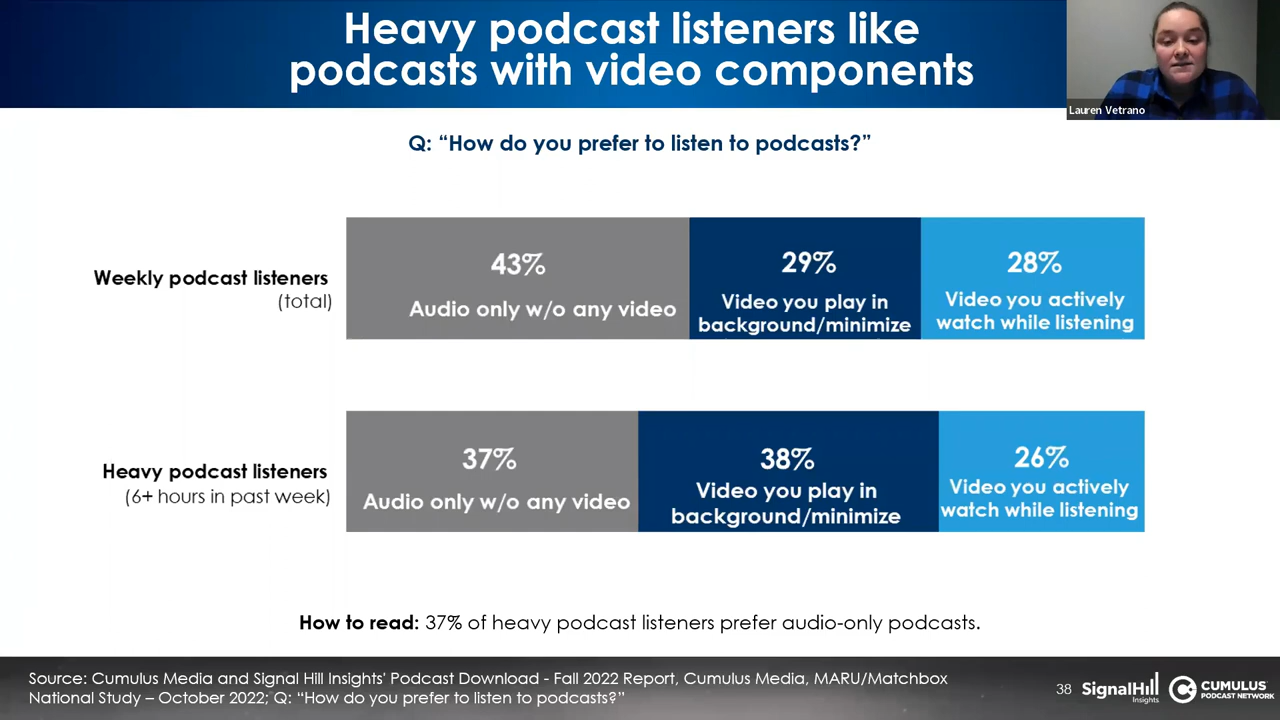 Heavy podcast listeners like
podcasts with video components
Lauren Vetrano
Q: “How do you prefer to listen to podcasts?”
Weekly podcast listeners
(total)
43%
Audio only w/o any video
29%
Video you play in
background/minimize
28%
Video you actively
watch while listening
Heavy podcast listeners
(6+ hours in past week)
37%
Audio only w/o any video
38%
Video you play in
background/minimize
26%
Video you actively
watch while listening
How to read: 37% of heavy podcast listeners prefer audio-only podcasts.
Source: Cumulus Media and Signal Hill Insights' Podcast Download - Fall 2022 Report, Cumulus Media, MARU/Matchbox
National Study – October 2022; Q: “How do you prefer to listen to podcasts?”
38
SignalHill
Insights
CUMULUS
PODCAST NETWORK